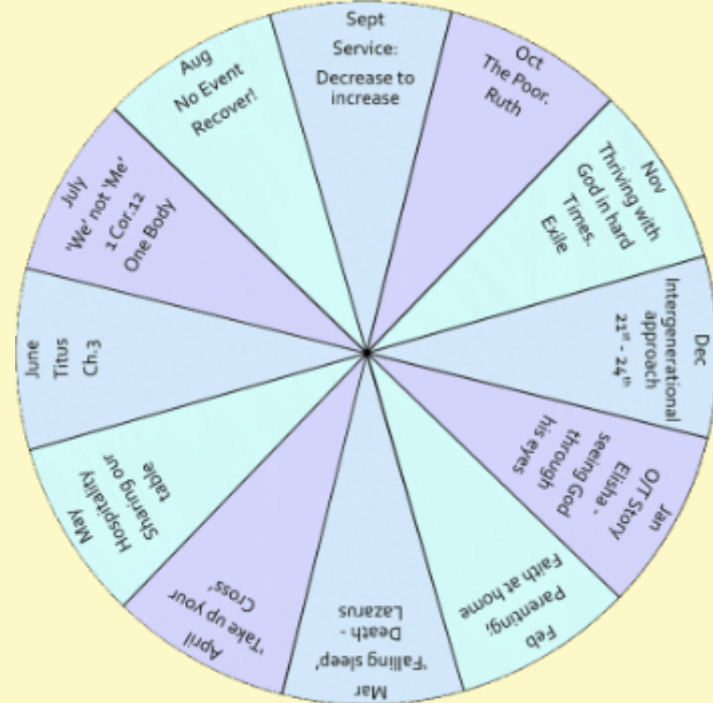 Sept
Service:
Decrease to
increase
Oct
The Poor.
Ruth
Nov
Thriving with
God in hard
Times.
Exile
Dec
Intergenerational
approach
21st - 24th
Jan
O/T Story
Elisha -
seeing God
through
his eyes
Feb
Parenting,
Faith at home
Mar
'Falling sleep'
Death -
Lazarus
April
'Take up your
Cross'
May
Hospitality
Sharing our
table
June
Titus
Ch.3
July
'We' not 'Me'
1 Cor.12
One Body
Aug
No Event
Recover!